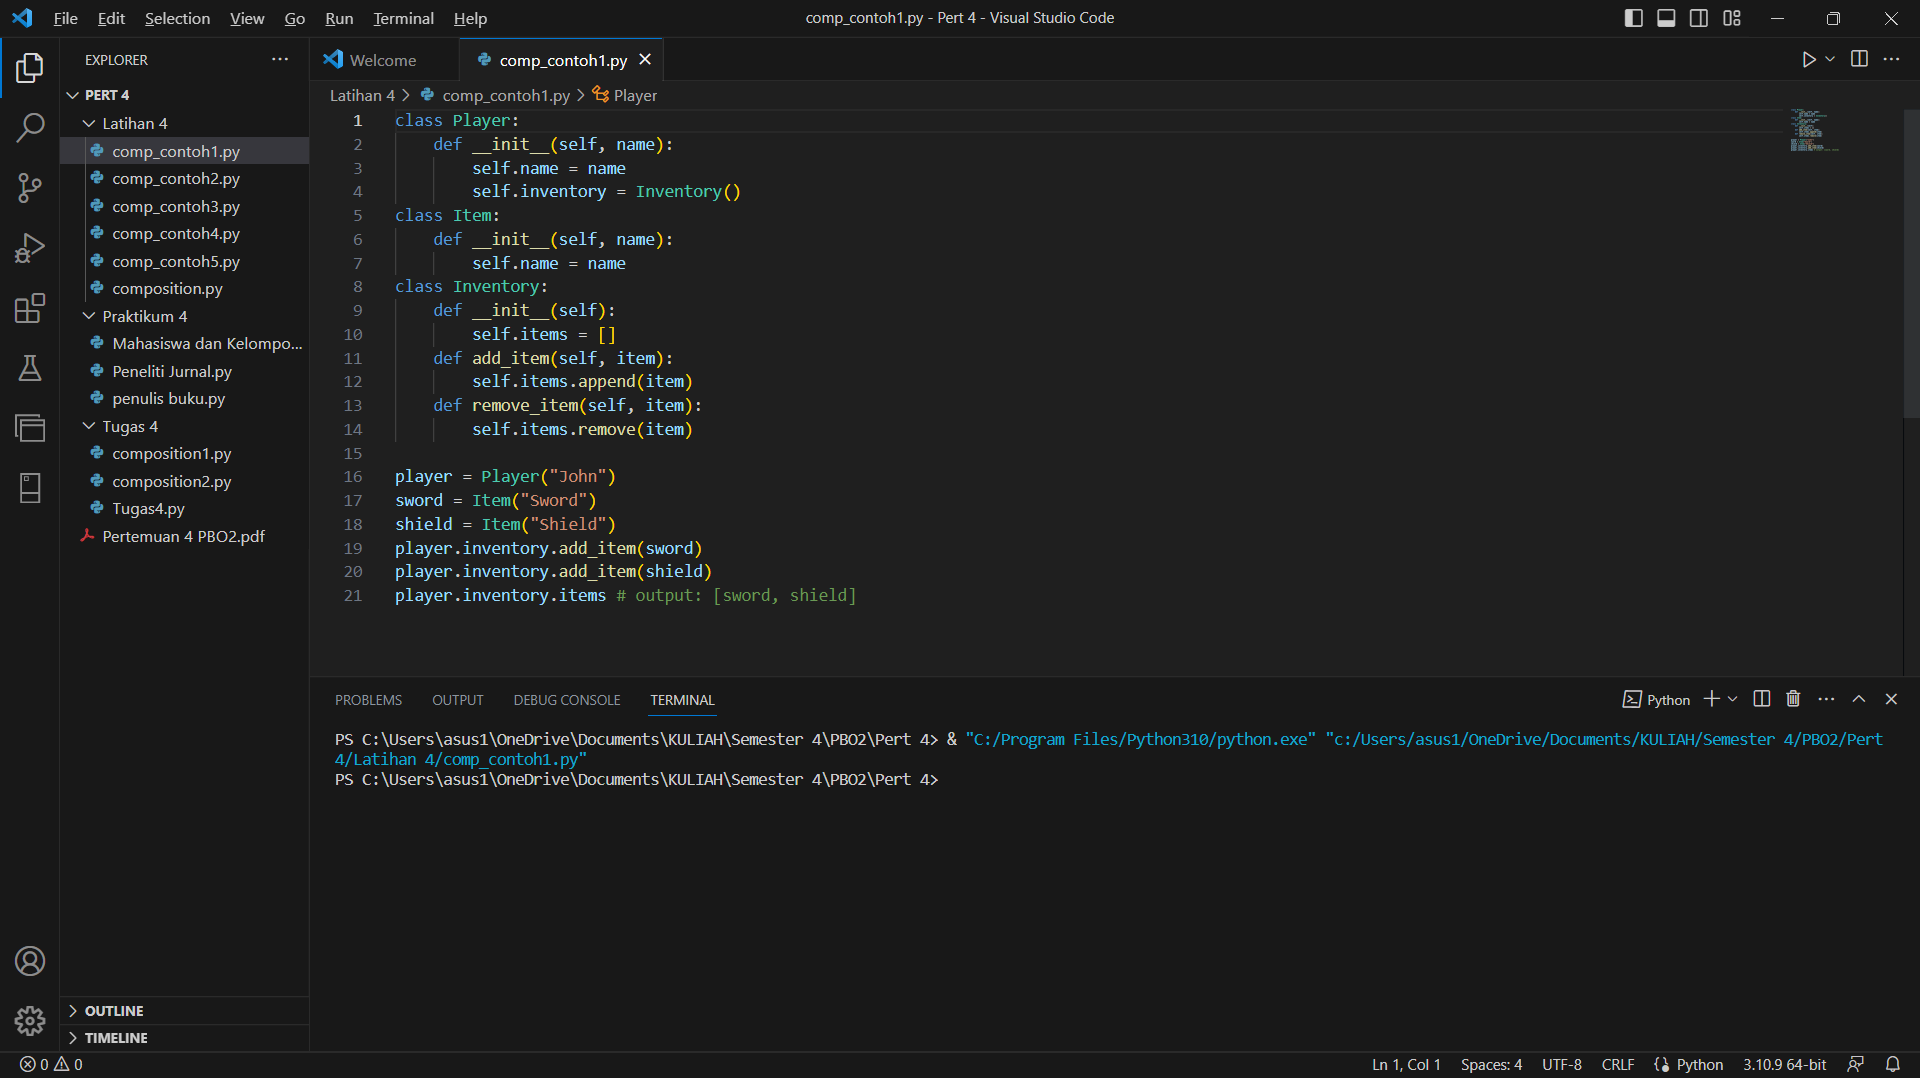 File Edit Selection View Go Run Terminal Help
comp_contoh1.py - Pert 4 - Visual Studio Code
EXPLORER
PERT 4
Latihan 4
comp_contoh1.py
comp_contoh2.py
comp_contoh3.py
comp_contoh4.py
comp_contoh5.py
composition.py
Praktikum 4
Mahasiswa dan Kelompo...
Peneliti Jurnal.py
penulis buku.py
Tugas 4
composition1.py
composition2.py
Tugas4.py
Pertemuan 4 PBO2.pdf
OUTLINE
TIMELINE
Welcome
comp_contoh1.py
Latihan 4 > comp_contoh1.py > Player
1 class Player:
2     def __init__(self, name):
3         self.name = name
4         self.inventory = Inventory()
5 class Item:
6     def __init__(self, name):
7         self.name = name
8 class Inventory:
9     def __init__(self):
10         self.items = []
11     def add_item(self, item):
12         self.items.append(item)
13     def remove_item(self, item):
14         self.items.remove(item)
15
16 player = Player("John")
17 sword = Item("Sword")
18 shield = Item("Shield")
19 player.inventory.add_item(sword)
20 player.inventory.add_item(shield)
21 player.inventory.items # output: [sword, shield]
PROBLEMS OUTPUT DEBUG CONSOLE TERMINAL
Python
PS C:\Users\asus1\OneDrive\Documents\KULIAH\Semester 4\PBO2\Pert 4> & "C:/Program Files/Python310/python.exe" "c:/Users/asus1/OneDrive/Documents/KULIAH/Semester 4/PBO2/Pert
4/Latihan 4/comp_contoh1.py"
PS C:\Users\asus1\OneDrive\Documents\KULIAH\Semester 4\PBO2\Pert 4>
0 0
Ln 1, Col 1 Spaces: 4 UTF-8 CRLF Python 3.10.9 64-bit